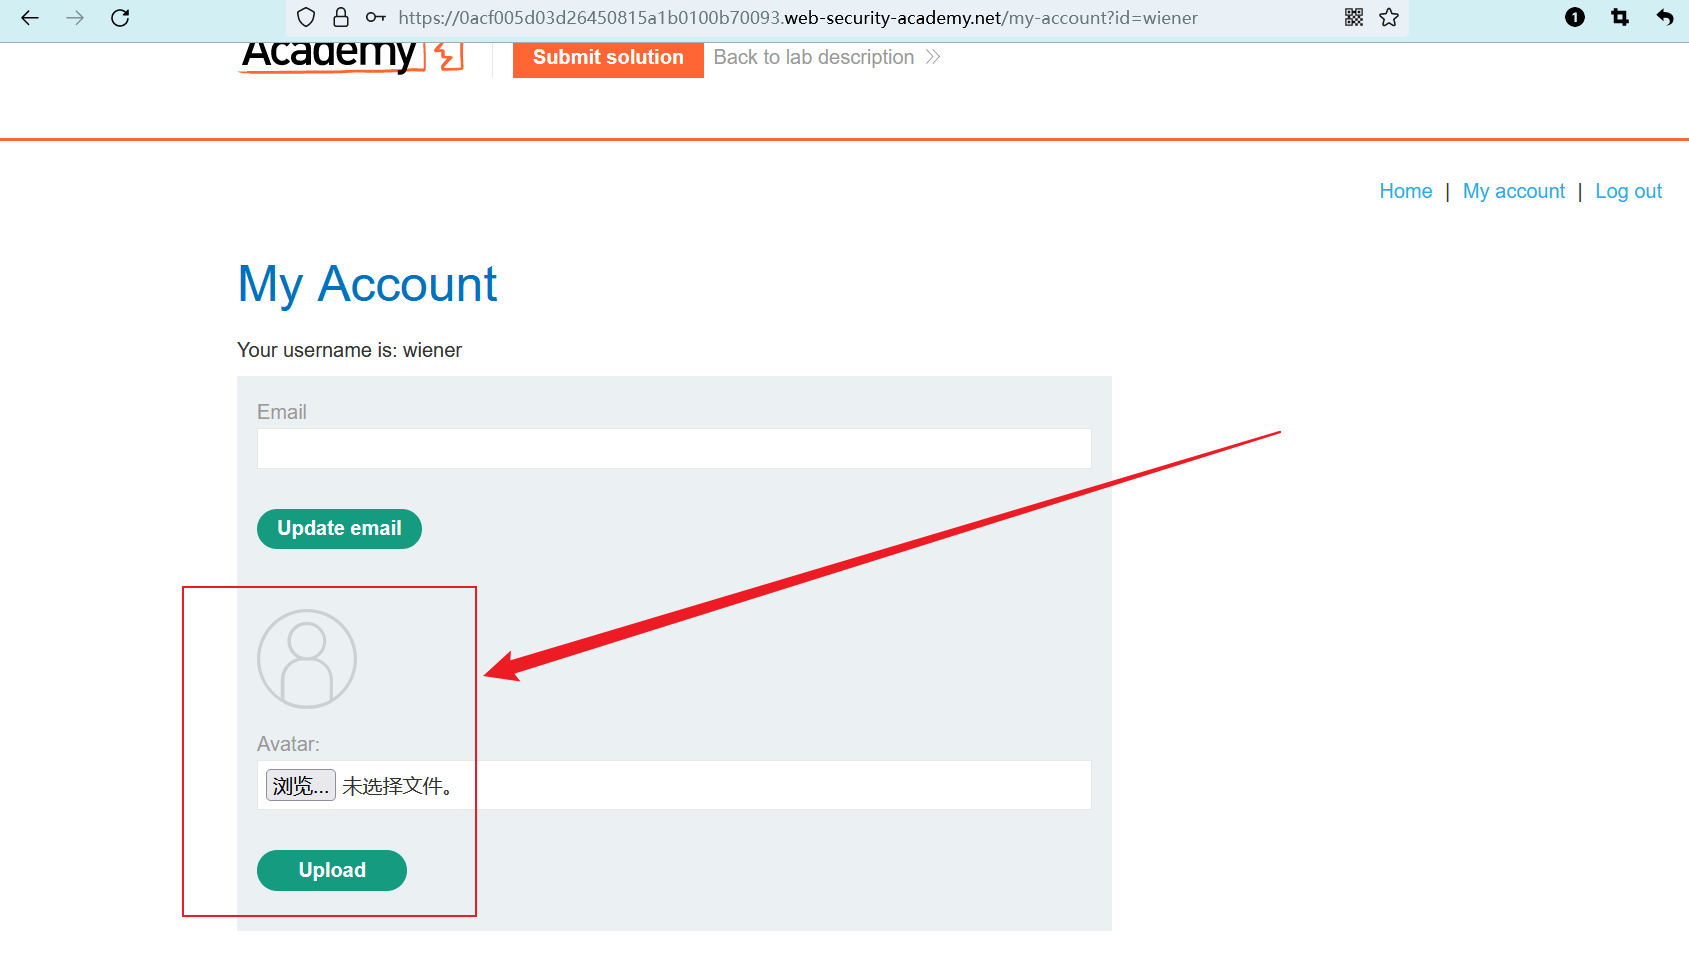 https://0acf005d03d26450815a1b0100b70093.web-security-academy.net/my-account?id=wiener
1
Academy
Submit solution
Back to lab description
Home | My account | Log out
My Account
Your username is: wiener
Email
Update email
Avatar:
浏览... 未选择文件。
Upload